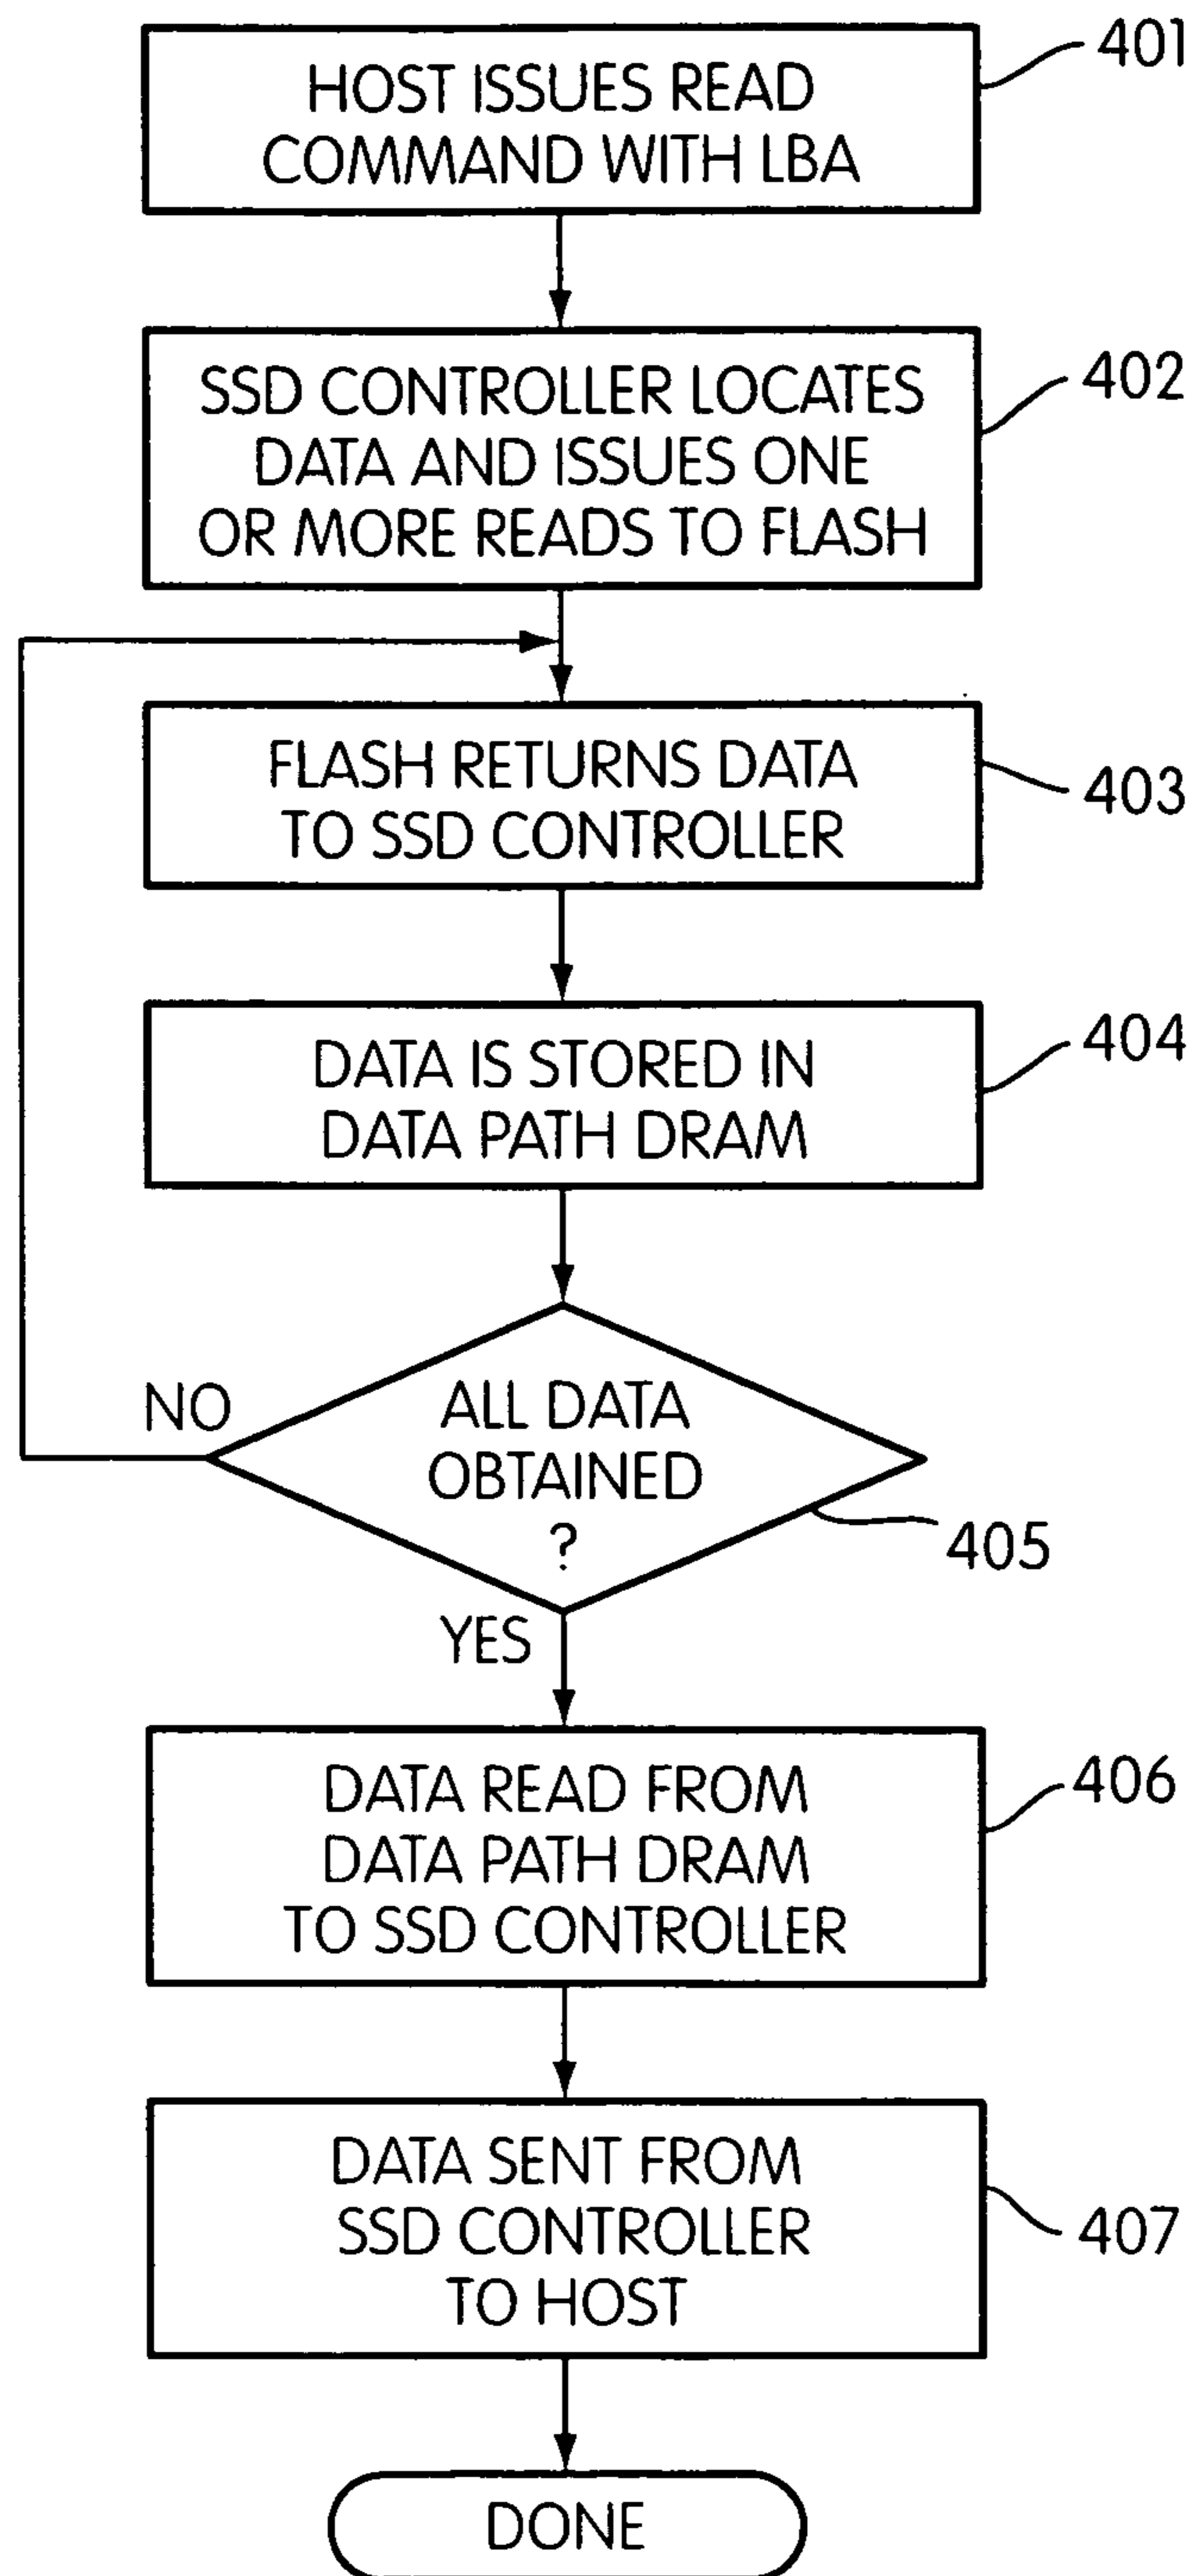 HOST ISSUES READ
COMMAND WITH LBA
401
SSD CONTROLLER LOCATES
DATA AND ISSUES ONE
OR MORE READS TO FLASH
402
FLASH RETURNS DATA
TO SSD CONTROLLER
403
DATA IS STORED IN
DATA PATH DRAM
404
NO
ALL DATA
OBTAINED
?
405
YES
DATA READ FROM
DATA PATH DRAM
TO SSD CONTROLLER
406
DATA SENT FROM
SSD CONTROLLER
TO HOST
407
DONE